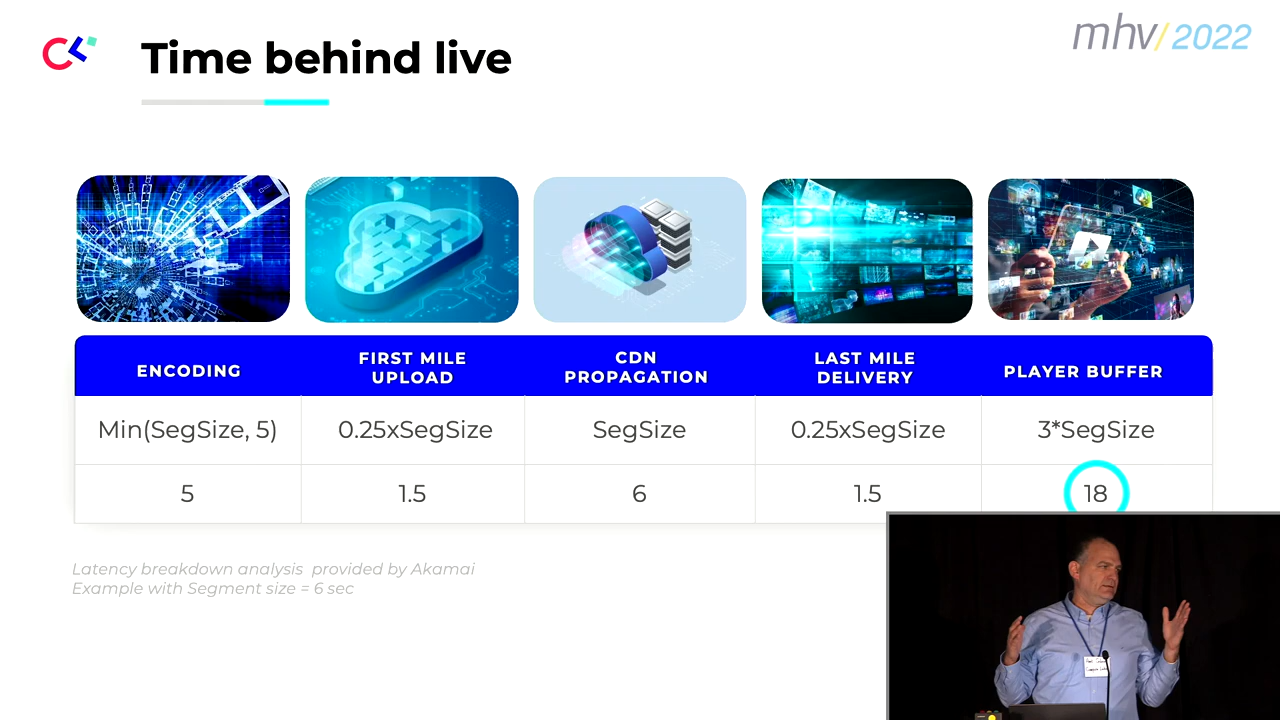 mhv/2022
Time behind live
ENCODING
FIRST MILE
UPLOAD
CDN
PROPAGATION
LAST MILE
DELIVERY
PLAYER BUFFER
Min(SegSize, 5)
0.25xSegSize
SegSize
0.25xSegSize
3*SegSize
5
1.5
6
1.5
18
Latency breakdown analysis provided by Akamai
Example with Segment size = 6 sec